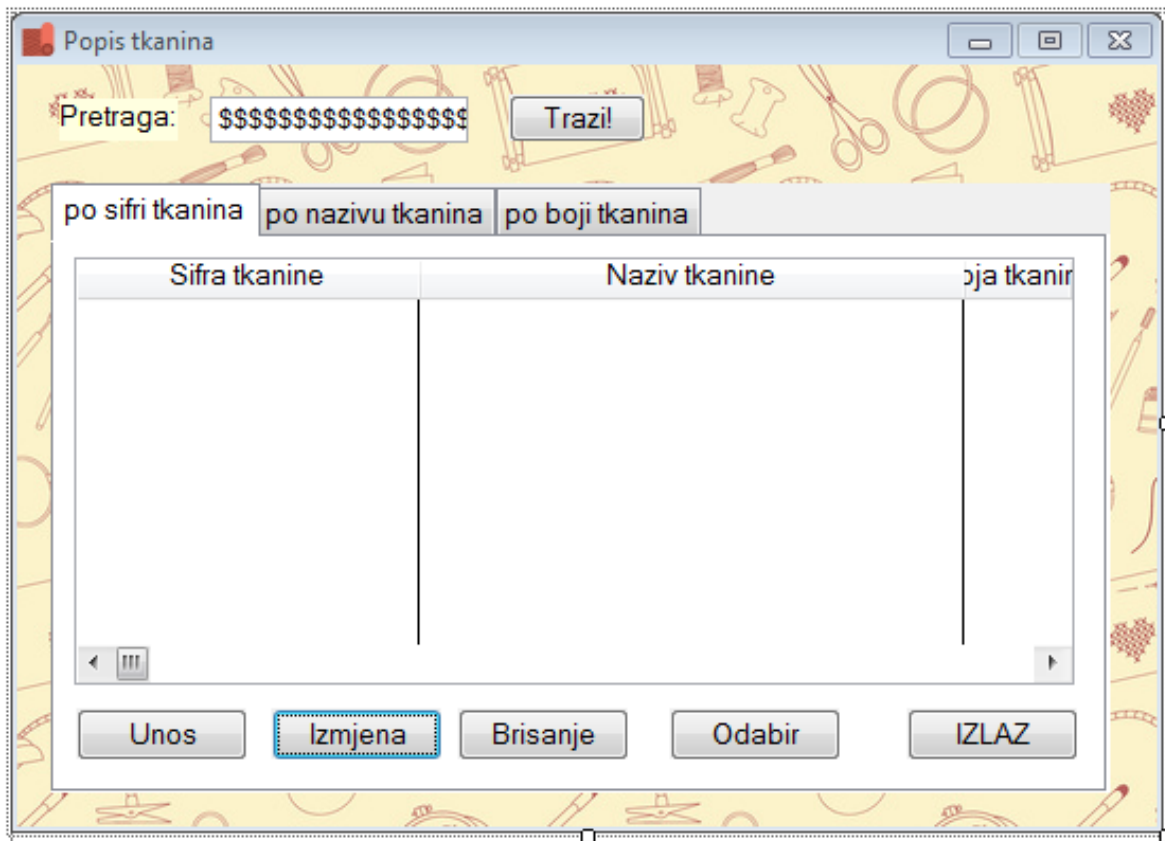 Popis tkanina
Pretraga: $$$$$$$$$$$$$$$$$ Trazi!
po sifri tkanina po nazivu tkanina po boji tkanina
Sifra tkanine Naziv tkanine oja tkanin
Unos Izmjena Brisanje Odabir IZLAZ